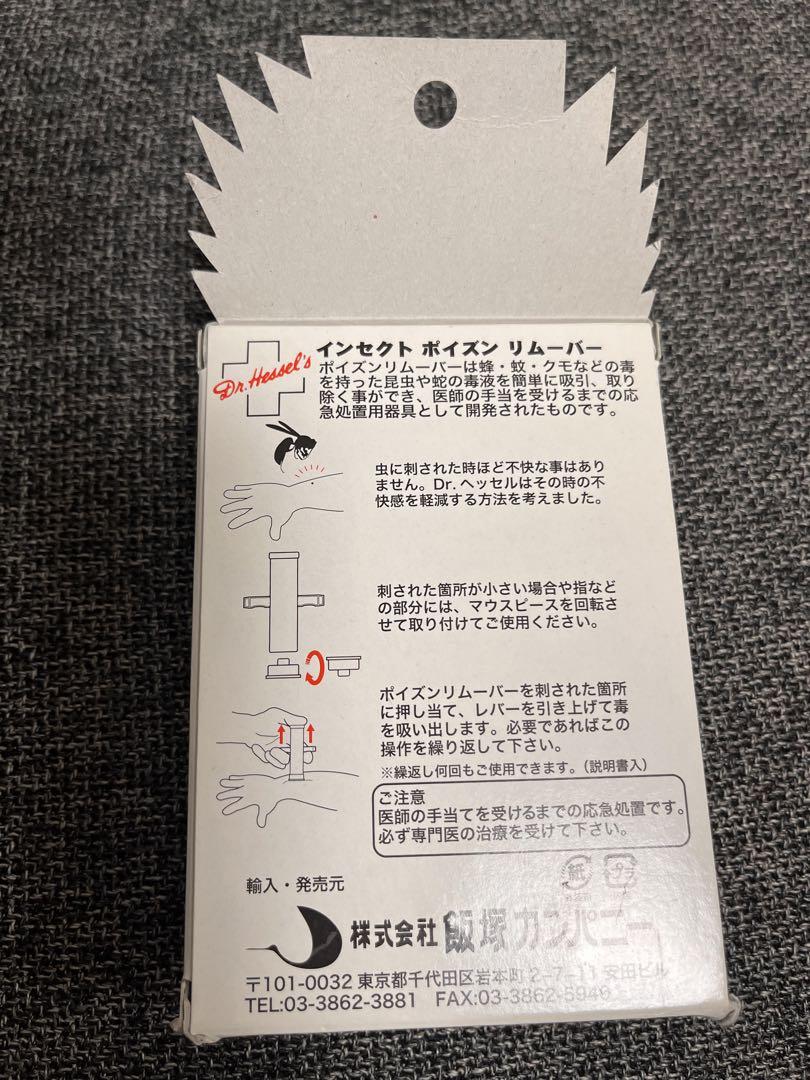 Dr.Hessel's
インセクト ポイズン リムーバー
ポイズンリムーバーは蜂・蚊・クモなどの毒
を持った昆虫や蛇の毒液を簡単に吸引、取り
除く事ができ、医師の手当を受けるまでの応
急処置用器具として開発されたものです。
虫に刺された時ほど不快な事はあり
ません。Dr.ヘッセルはその時の不
快感を軽減する方法を考えました。
刺された箇所が小さい場合や指など
の部分には、マウスピースを回転さ
せて取り付けてご使用ください。
ポイズンリムーバーを刺された箇所
に押し当て、レバーを引き上げて毒
を吸い出します。必要であればこの
操作を繰り返して下さい。
※繰返し何回もご使用できます。（説明書入）
ご注意
医師の手当てを受けるまでの応急処置です。
必ず専門医の治療を受けて下さい。
紙
プラ
輸入・発売元
株式会社 飯塚カンパニー
〒101-0032 東京都千代田区岩本町 2-7-11 安田ビル
TEL:03-3862-3881 FAX:03-3862-5940